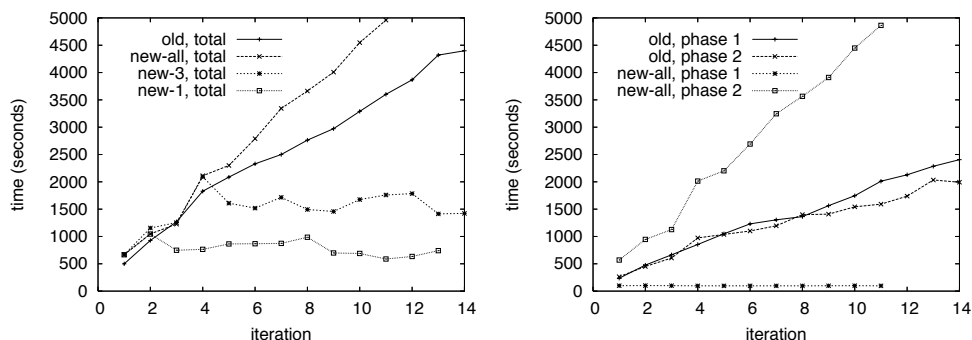 5000
4500
4000
3500
3000
2500
2000
1500
1000
500
0
time (seconds)
old, total
new-all, total
new-3, total
new-1, total
0 2 4 6 8 10 12 14
iteration
5000
4500
4000
3500
3000
2500
2000
1500
1000
500
0
time (seconds)
old, phase 1
old, phase 2
new-all, phase 1
new-all, phase 2
0 2 4 6 8 10 12 14
iteration